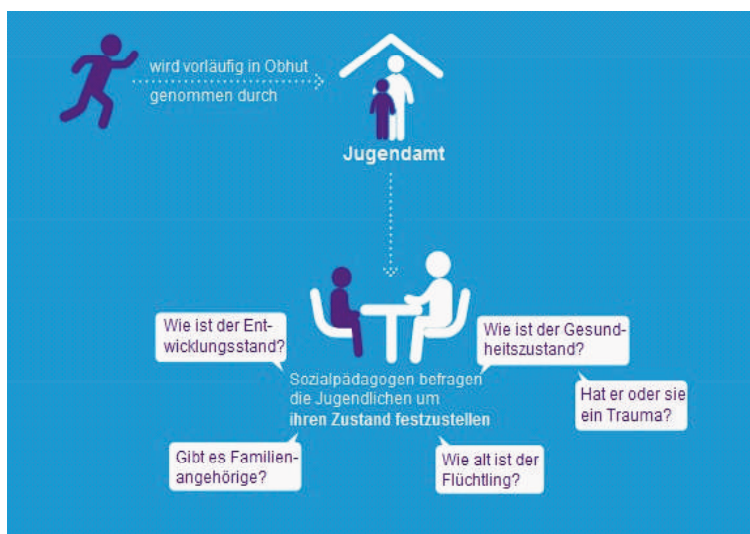 wird vorläufig in Obhut
genommen durch
Jugendamt
Wie ist der Ent-
wicklungsstand?
Wie ist der Gesund-
heitszustand?
Sozialpädagogen befragen
die Jugendlichen um
ihren Zustand festzustellen
Hat er oder sie
ein Trauma?
Gibt es Familien-
angehörige?
Wie alt ist der
Flüchtling?